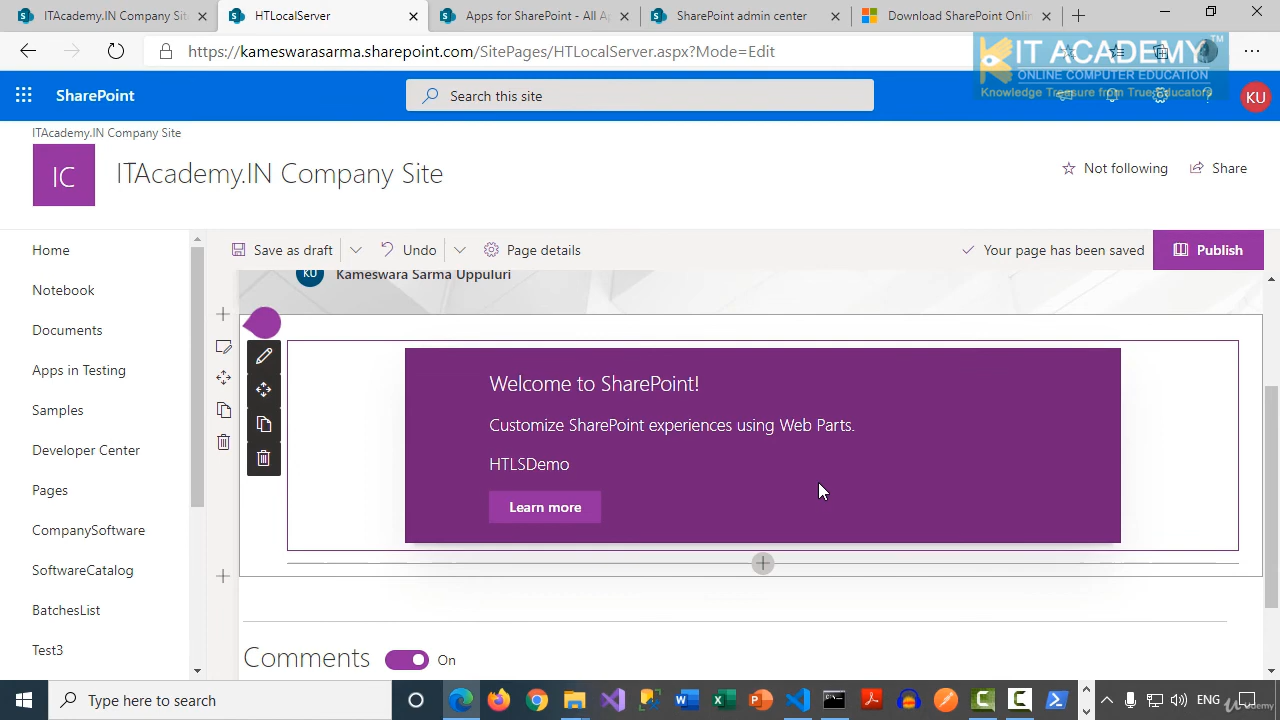 ITAcademy.IN Company Sit
HTLocalServer
Apps for SharePoint - All Ap
SharePoint admin center
Download SharePoint Onlin
https://kameswarasarma.sharepoint.com/SitePages/HTLocalServer.aspx?Mode=Edit
KIT ACADEMY™
ONLINE COMPUTER EDUCATION
Knowledge Treasure from True Educators
SharePoint
Search this site
KU
ITAcademy.IN Company Site
IC
ITAcademy.IN Company Site
Not following
Share
Home
Notebook
Documents
Apps in Testing
Samples
Developer Center
Pages
CompanySoftware
SoftwareCatalog
BatchesList
Test3
Save as draft
Undo
Page details
Your page has been saved
Publish
KU
Kameswara Sarma Uppuluri
Welcome to SharePoint!
Customize SharePoint experiences using Web Parts.
HTLSDemo
Learn more
Comments
On
Type here to search
ENG
Udemy